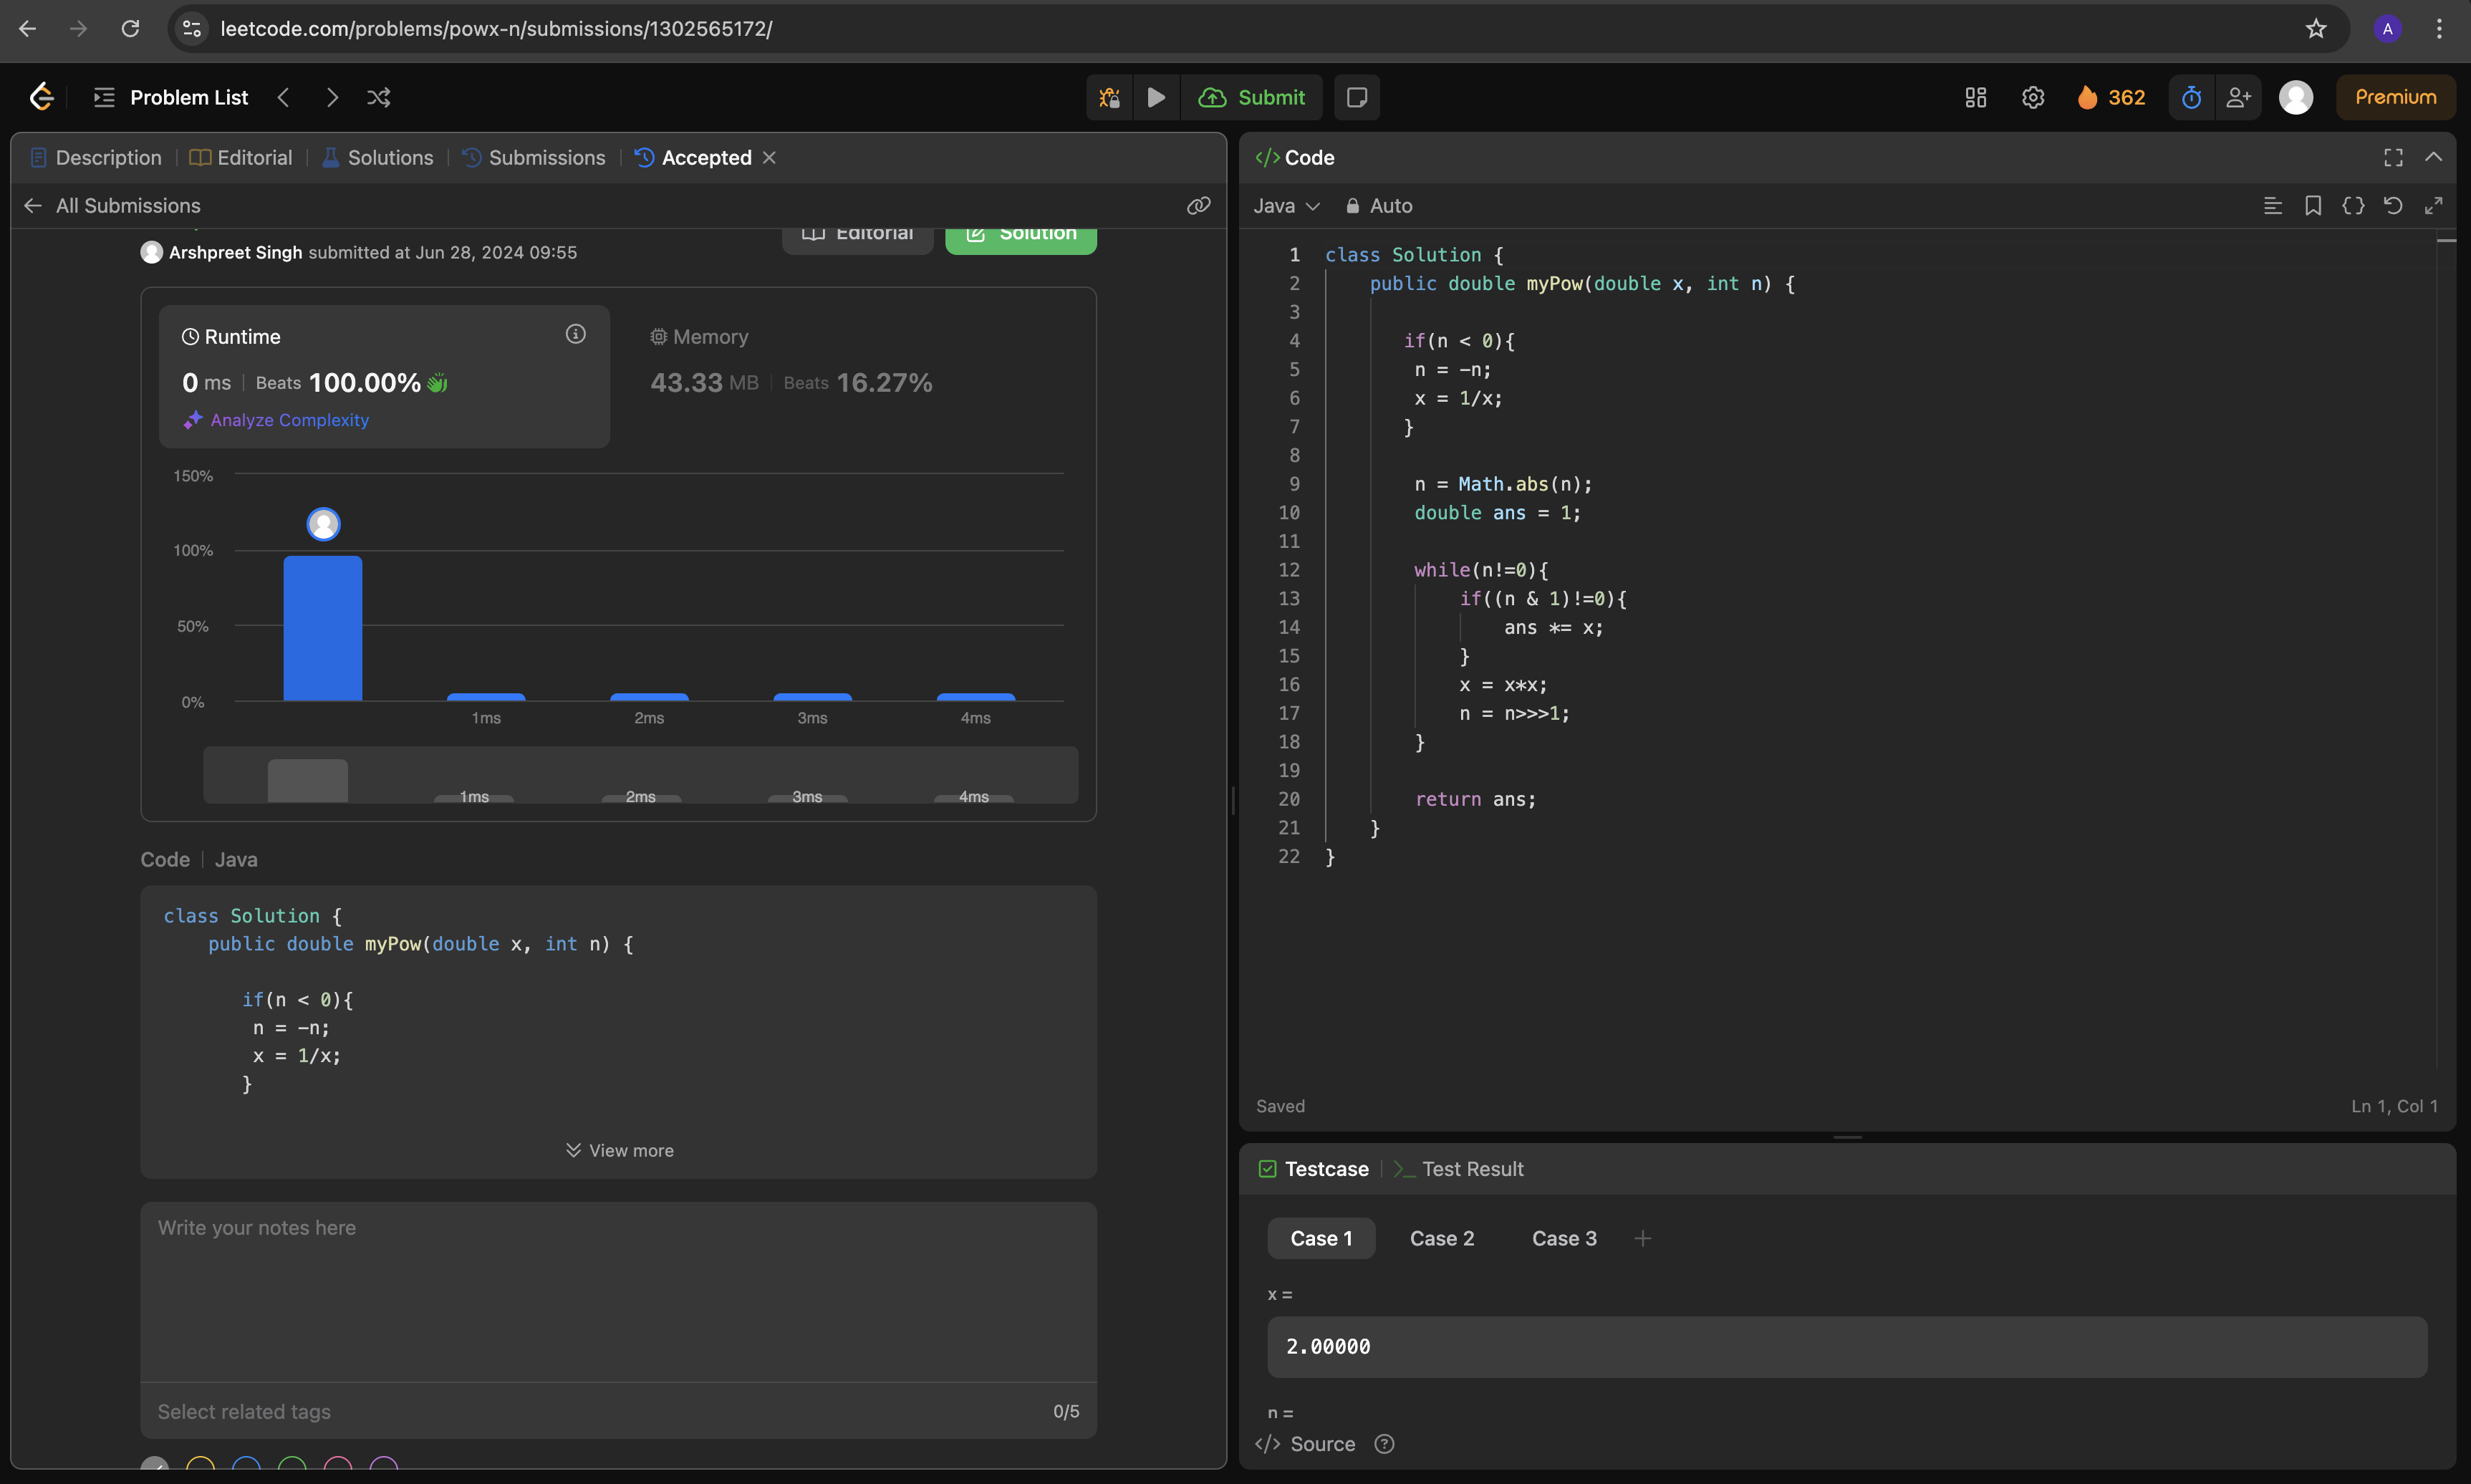 leetcode.com/problems/powx-n/submissions/1302565172/
A
Problem List
Submit
362
Premium
Description
Editorial
Solutions
Submissions
Accepted
All Submissions
Arshpreet Singh submitted at Jun 28, 2024 09:55
Editorial
Solution
Runtime
0 ms
Beats 100.00%
Analyze Complexity
Memory
43.33 MB
Beats 16.27%
150%
100%
50%
0%
1ms 2ms 3ms 4ms
1ms 2ms 3ms 4ms
Code
Java
class Solution {
public double myPow(double x, int n) {
if(n < 0){
n = -n;
x = 1/x;
}
View more
Write your notes here
Select related tags
0/5
</> Code
Java
Auto
1 class Solution {
2 public double myPow(double x, int n) {
3
4 if(n < 0){
5 n = -n;
6 x = 1/x;
7 }
8
9 n = Math.abs(n);
10 double ans = 1;
11
12 while(n!=0){
13 if((n & 1)!=0){
14 ans *= x;
15 }
16 x = x*x;
17 n = n>>>1;
18 }
19
20 return ans;
21 }
22 }
Saved
Ln 1, Col 1
Testcase
Test Result
Case 1
Case 2
Case 3
x =
2.00000
n =
</> Source